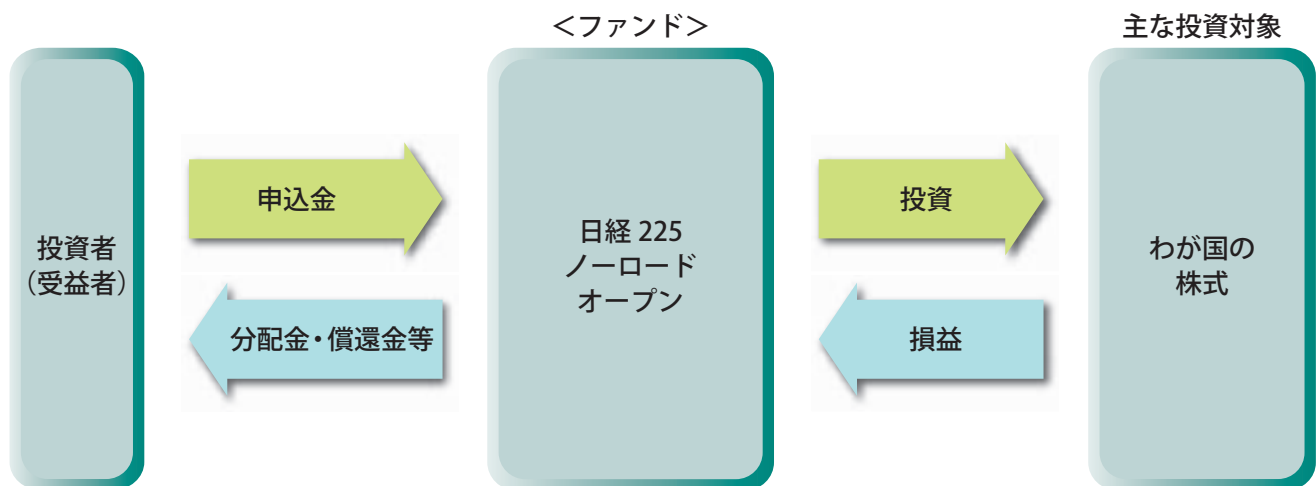 ＜ファンド＞
主な投資対象
投資者
（受益者）
申込金
分配金・償還金等
日経 225
ノーロード
オープン
投資
損益
わが国の
株式